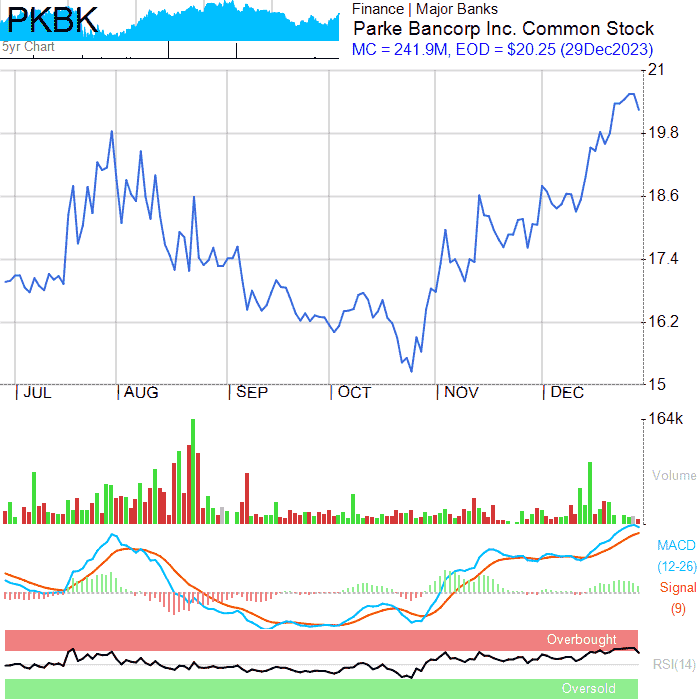 PKBK
5yr Chart
Finance | Major Banks
Parke Bancorp Inc. Common Stock
MC = 241.9M, EOD = $20.25 (29Dec2023)
21
19.8
18.6
17.4
16.2
15
JUL AUG SEP OCT NOV DEC
164k
Volume
MACD
(12-26)
Signal
(9)
Overbought
RSI(14)
Oversold